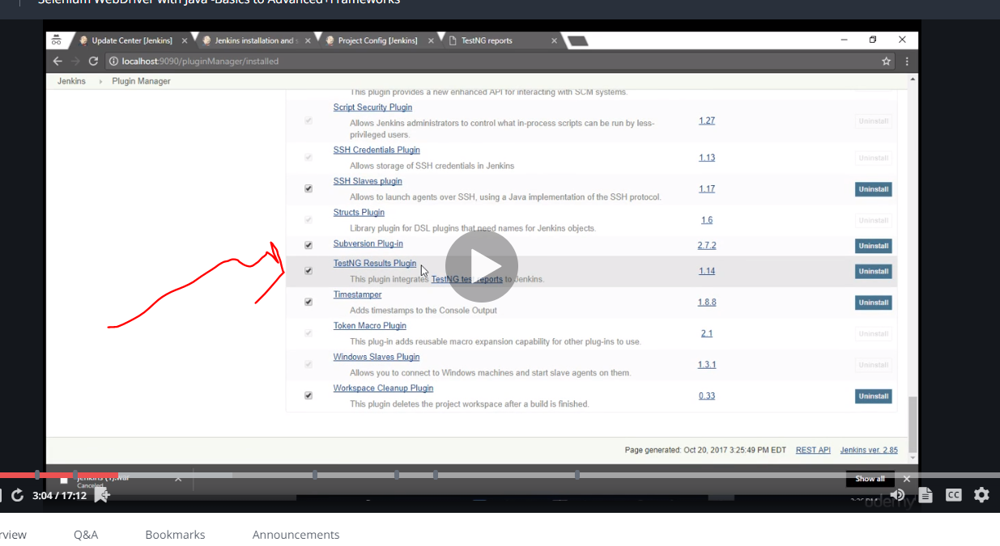 Selenium WebDriver with Java -Basics to Advanced+Frameworks
Update Center [Jenkins]
Jenkins installation and s
Project Config [Jenkins]
TestNG reports
localhost:9090/pluginManager/installed
Jenkins Plugin Manager
This plugin provides a new enhanced API for interacting with SCM systems.
Script Security Plugin
Allows Jenkins administrators to control what in-process scripts can be run by less-
privileged users.
1.27 Uninstall
SSH Credentials Plugin
Allows storage of SSH credentials in Jenkins
1.13 Uninstall
SSH Slaves plugin
Allows to launch agents over SSH, using a Java implementation of the SSH protocol.
1.17 Uninstall
Structs Plugin
Library plugin for DSL plugins that need names for Jenkins objects.
1.6 Uninstall
Subversion Plug-in
2.7.2 Uninstall
TestNG Results Plugin
This plugin integrates TestNG test reports to Jenkins.
1.14 Uninstall
Timestamper
Adds timestamps to the Console Output
1.8.8 Uninstall
Token Macro Plugin
This plug-in adds reusable macro expansion capability for other plug-ins to use.
2.1 Uninstall
Windows Slaves Plugin
Allows you to connect to Windows machines and start slave agents on them.
1.3.1 Uninstall
Workspace Cleanup Plugin
This plugin deletes the project workspace after a build is finished.
0.33 Uninstall
Page generated: Oct 20, 2017 3:25:49 PM EDT REST API Jenkins ver. 2.85
jenkins (1).war
Canceled
Show all
3:04 / 17:12
udemy
CC
rview Q&A Bookmarks Announcements